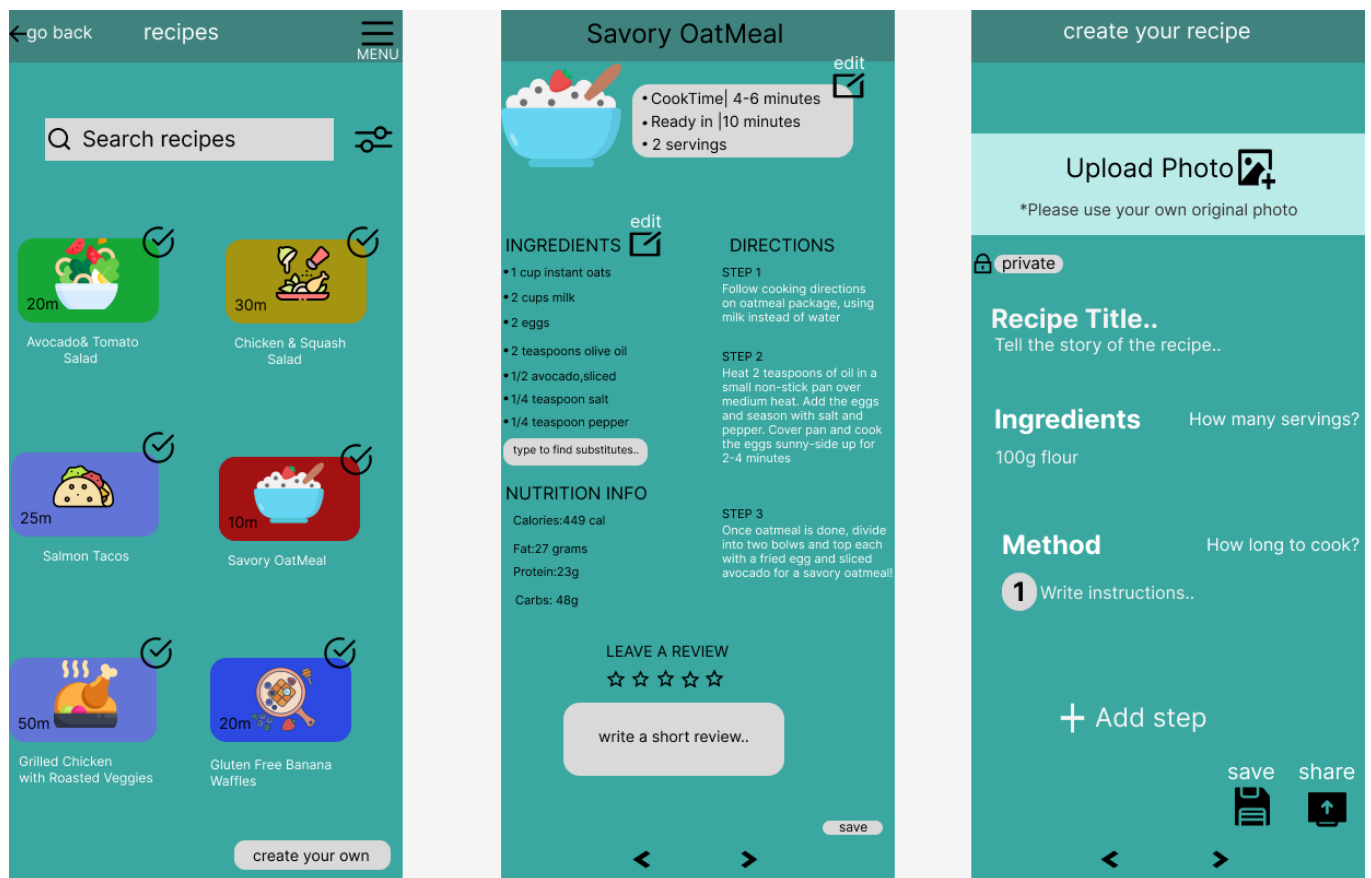 go back
recipes
MENU
Search recipes
20m
30m
Avocado& Tomato
Salad
Chicken & Squash
Salad
25m
10m
Salmon Tacos
Savory OatMeal
50m
20m
Grilled Chicken
with Roasted Veggies
Gluten Free Banana
Waffles
create your own
Savory OatMeal
edit
• CookTime| 4-6 minutes
• Ready in |10 minutes
• 2 servings
edit
INGREDIENTS
• 1 cup instant oats
• 2 cups milk
• 2 eggs
• 2 teaspoons olive oil
• 1/2 avocado,sliced
• 1/4 teaspoon salt
• 1/4 teaspoon pepper
type to find substitutes..
NUTRITION INFO
Calories:449 cal
Fat:27 grams
Protein:23g
Carbs: 48g
DIRECTIONS
STEP 1
Follow cooking directions
on oatmeal package, using
milk instead of water
STEP 2
Heat 2 teaspoons of oil in a
small non-stick pan over
medium heat. Add the eggs
and season with salt and
pepper. Cover pan and cook
the eggs sunny-side up for
2-4 minutes
STEP 3
Once oatmeal is done, divide
into two bolws and top each
with a fried egg and sliced
avocado for a savory oatmeal!
LEAVE A REVIEW
write a short review..
save
< >
create your recipe
Upload Photo
*Please use your own original photo
private
Recipe Title..
Tell the story of the recipe..
Ingredients
How many servings?
100g flour
Method
How long to cook?
1 Write instructions..
+ Add step
save share
< >